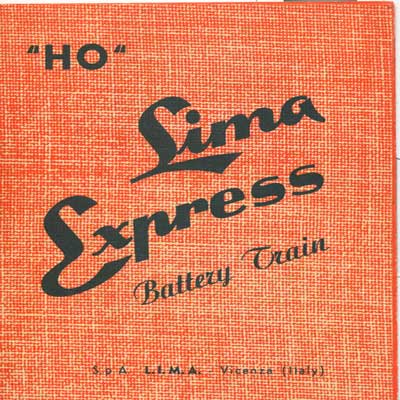 "HO"
Lima
Express
Battery Train
S.p.A. L.I.M.A. - Vicenza (Italy)